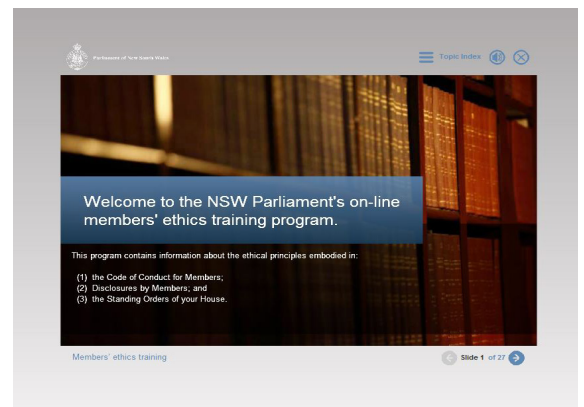 Parliament of New South Wales
Topic Index
Welcome to the NSW Parliament's on-line
members' ethics training program.
This program contains information about the ethical principles embodied in:
(1) the Code of Conduct for Members;
(2) Disclosures by Members; and
(3) the Standing Orders of your House.
Members' ethics training
Slide 1 of 27